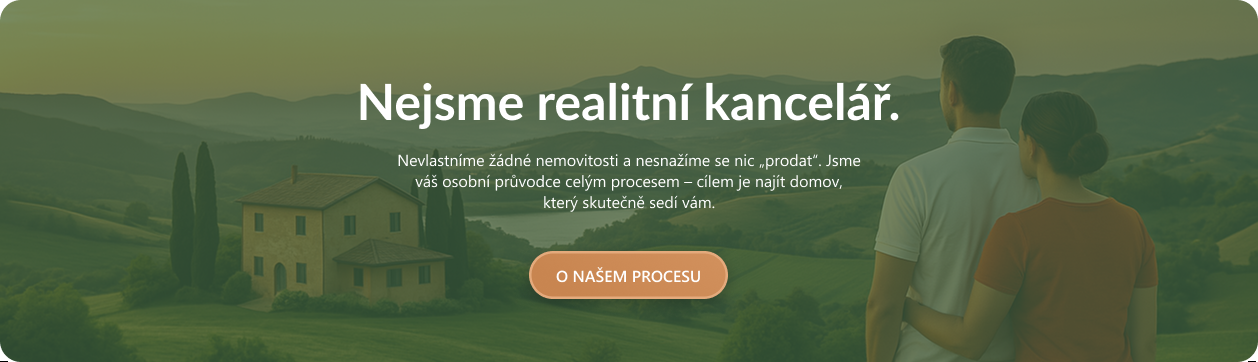 Nejsme realitní kancelář.
Nevlastníme žádné nemovitosti a nesnažíme se nic „prodat“. Jsme
váš osobní průvodce celým procesem – cílem je najít domov,
který skutečně sedí vám.
O NAŠEM PROCESU